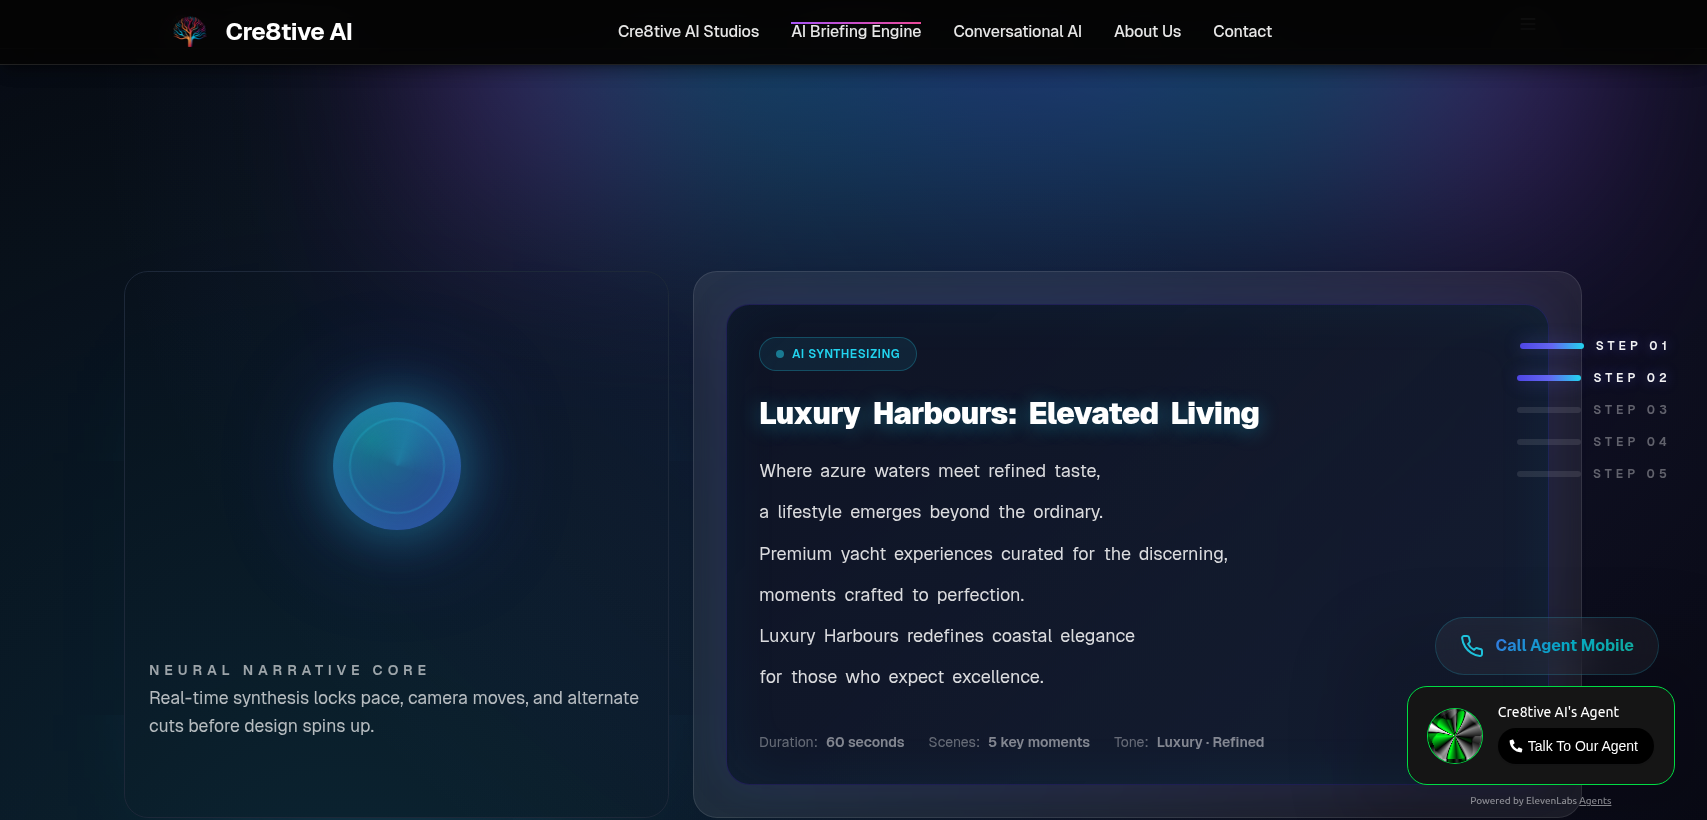 Cre8tive AI
Cre8tive AI Studios
AI Briefing Engine
Conversational AI
About Us
Contact
NEURAL NARRATIVE CORE
Real-time synthesis locks pace, camera moves, and alternate
cuts before design spins up.
AI SYNTHESIZING
Luxury Harbours: Elevated Living
Where azure waters meet refined taste,
a lifestyle emerges beyond the ordinary.
Premium yacht experiences curated for the discerning,
moments crafted to perfection.
Luxury Harbours redefines coastal elegance
for those who expect excellence.
Duration: 60 seconds Scenes: 5 key moments Tone: Luxury · Refined
STEP 01
STEP 02
STEP 03
STEP 04
STEP 05
Call Agent Mobile
Cre8tive AI's Agent
Talk To Our Agent
Powered by ElevenLabs Agents